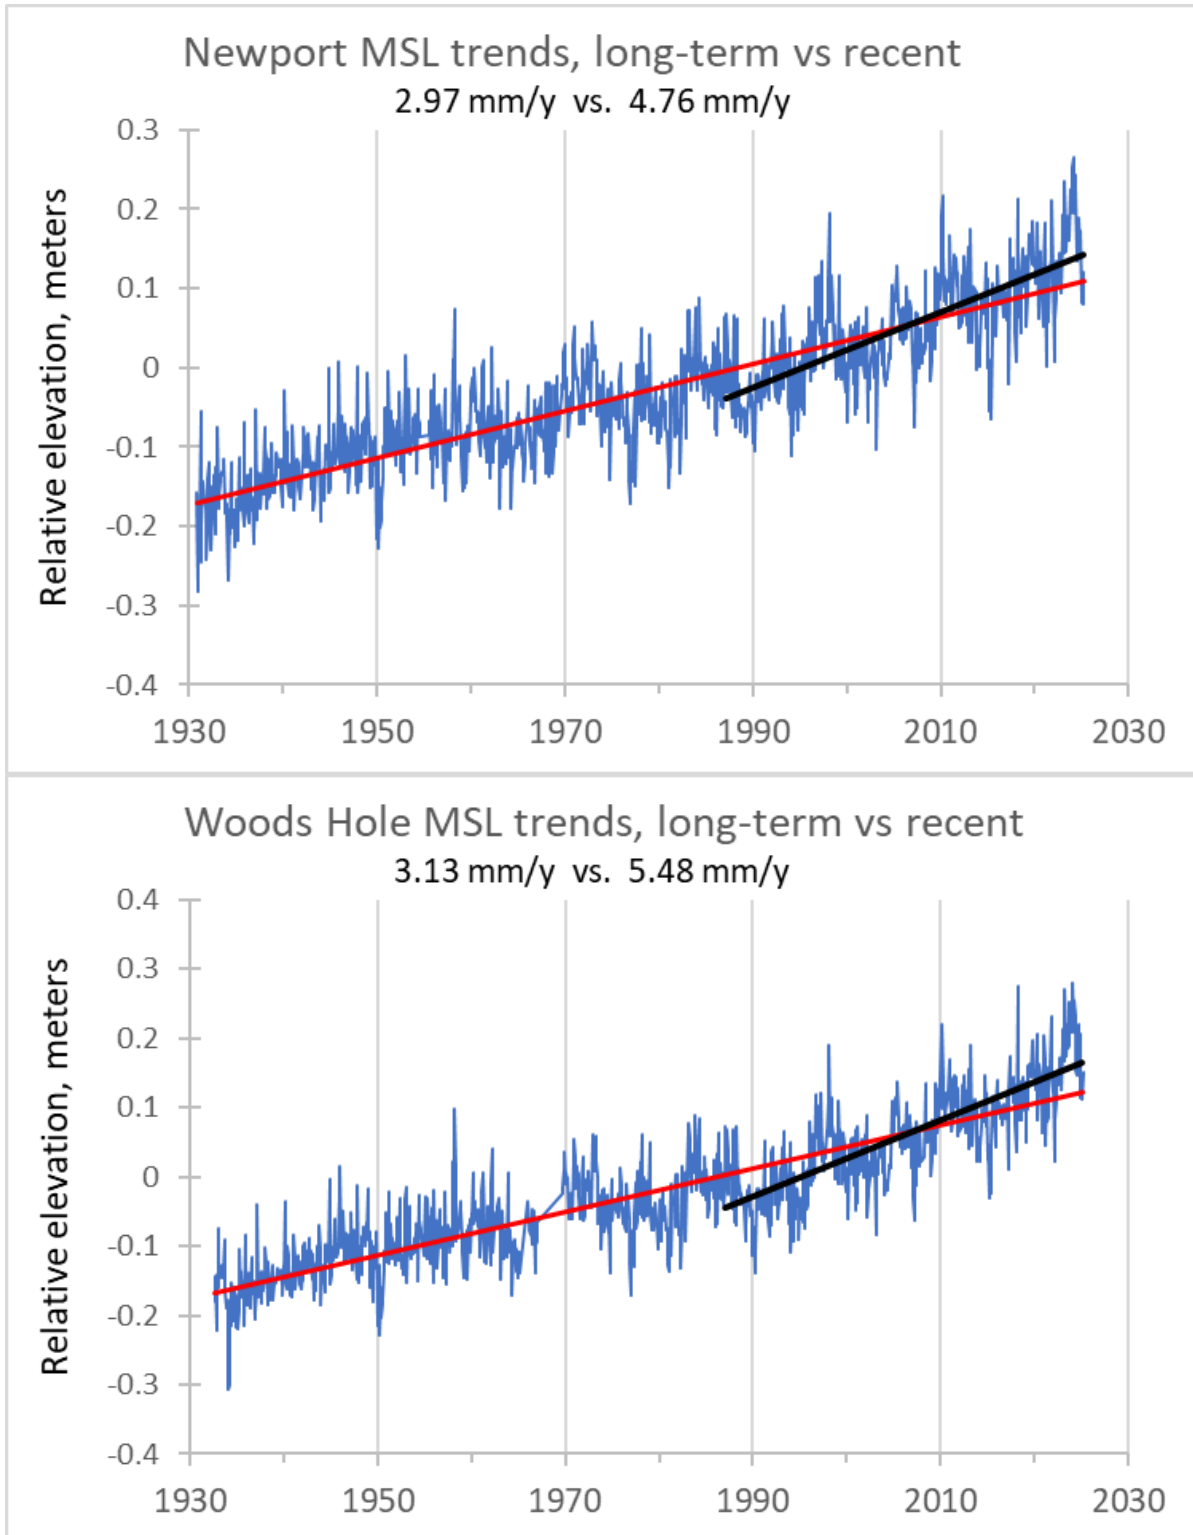 Newport MSL trends, long-term vs recent
2.97 mm/y vs. 4.76 mm/y
Relative elevation, meters
0.3
0.2
0.1
0
-0.1
-0.2
-0.3
-0.4
1930 1950 1970 1990 2010 2030
Woods Hole MSL trends, long-term vs recent
3.13 mm/y vs. 5.48 mm/y
Relative elevation, meters
0.4
0.3
0.2
0.1
0
-0.1
-0.2
-0.3
-0.4
1930 1950 1970 1990 2010 2030